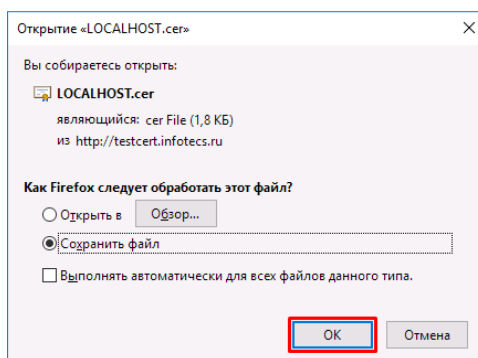 Открытие «LOCALHOST.cer»
Вы собираетесь открыть:
LOCALHOST.cer
являющийся: cer File (1,8 КБ)
из http://testcert.infotecs.ru
Как Firefox следует обработать этот файл?
Открыть в Обзор...
Сохранить файл
Выполнять автоматически для всех файлов данного типа.
ОК Отмена